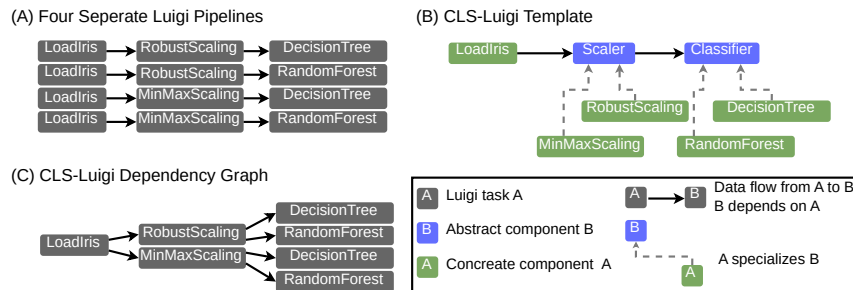 (A) Four Seperate Luigi Pipelines
LoadIris RobustScaling DecisionTree
LoadIris RobustScaling RandomForest
LoadIris MinMaxScaling DecisionTree
LoadIris MinMaxScaling RandomForest
(B) CLS-Luigi Template
LoadIris Scaler Classifier
RobustScaling DecisionTree
MinMaxScaling RandomForest
(C) CLS-Luigi Dependency Graph
DecisionTree
RobustScaling
RandomForest
LoadIris
MinMaxScaling
DecisionTree
RandomForest
A Luigi task A
B Abstract component B
A Concreate component A
A B Data flow from A to B
B depends on A
B
A A specializes B